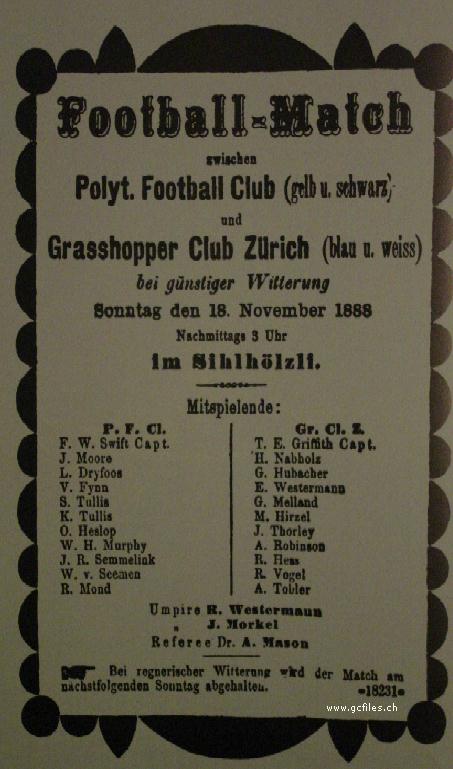 Football-Match
zwischen
Polyt. Football Club (gelb u. schwarz)
und
Grasshopper Club Zürich (blau u. weiss)
bei günstiger Witterung
Sonntag den 18. November 1888
Nachmittags 3 Uhr
im Sihlhölzli.
Mitspielende:
P. F. Cl.
F. W. Swift Capt.
J. Moore
L. Dryfoos
V. Fynn
S. Tullis
K. Tullis
O. Heslop
W. H. Murphy
J. R. Semmelink
W. v. Seemen
R. Mond
Gr. Cl. Z.
T. E. Griffith Capt.
H. Nabholz
G. Hubacher
E. Westermann
G. Meiland
M. Hirzel
J. Thorley
A. Robinson
R. Hess
R. Vogel
A. Tobler
Umpire R. Westermann
„ J. Morkel
Referee Dr. A. Mason
Bei regnerischer Witterung wird der Match am
nächstfolgenden Sonntag abgehalten. *18231*
www.gcfiles.ch